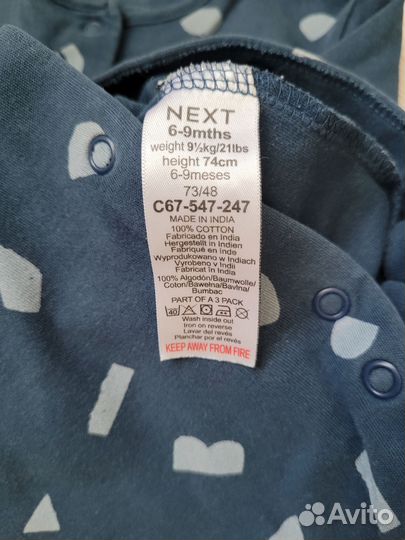 NEXT
6-9mths
weight 9½kg/21lbs
height 74cm
6-9meses
73/48
C67-547-247
MADE IN INDIA
100% COTTON
Fabricado en India
Hergestellt in Indien
Fabriqué en Inde
Wyprodukowano w Indiach
Vyrobeno v Indii
Fabricat în India
100% Algodón/Baumwolle/
Coton/Bawełna/Bavlna/
Bumbac
PART OF A 3 PACK
40
Wash inside out
Iron on reverse
Lavar del revés
Planchar por el revés
KEEP AWAY FROM FIRE
Avito